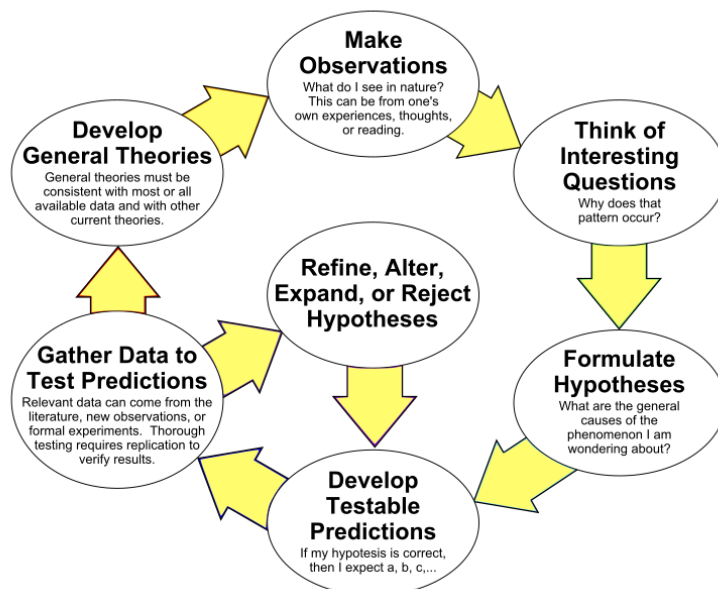 Make
Observations
What do I see in nature?
This can be from one's
own experiences, thoughts,
or reading.
Think of
Interesting
Questions
Why does that
pattern occur?
Formulate
Hypotheses
What are the general
causes of the
phenomenon I am
wondering about?
Develop
Testable
Predictions
If my hypotesis is correct,
then I expect a, b, c,...
Gather Data to
Test Predictions
Relevant data can come from the
literature, new observations, or
formal experiments. Thorough
testing requires replication to
verify results.
Refine, Alter,
Expand, or Reject
Hypotheses
Develop
General Theories
General theories must be
consistent with most or all
available data and with other
current theories.